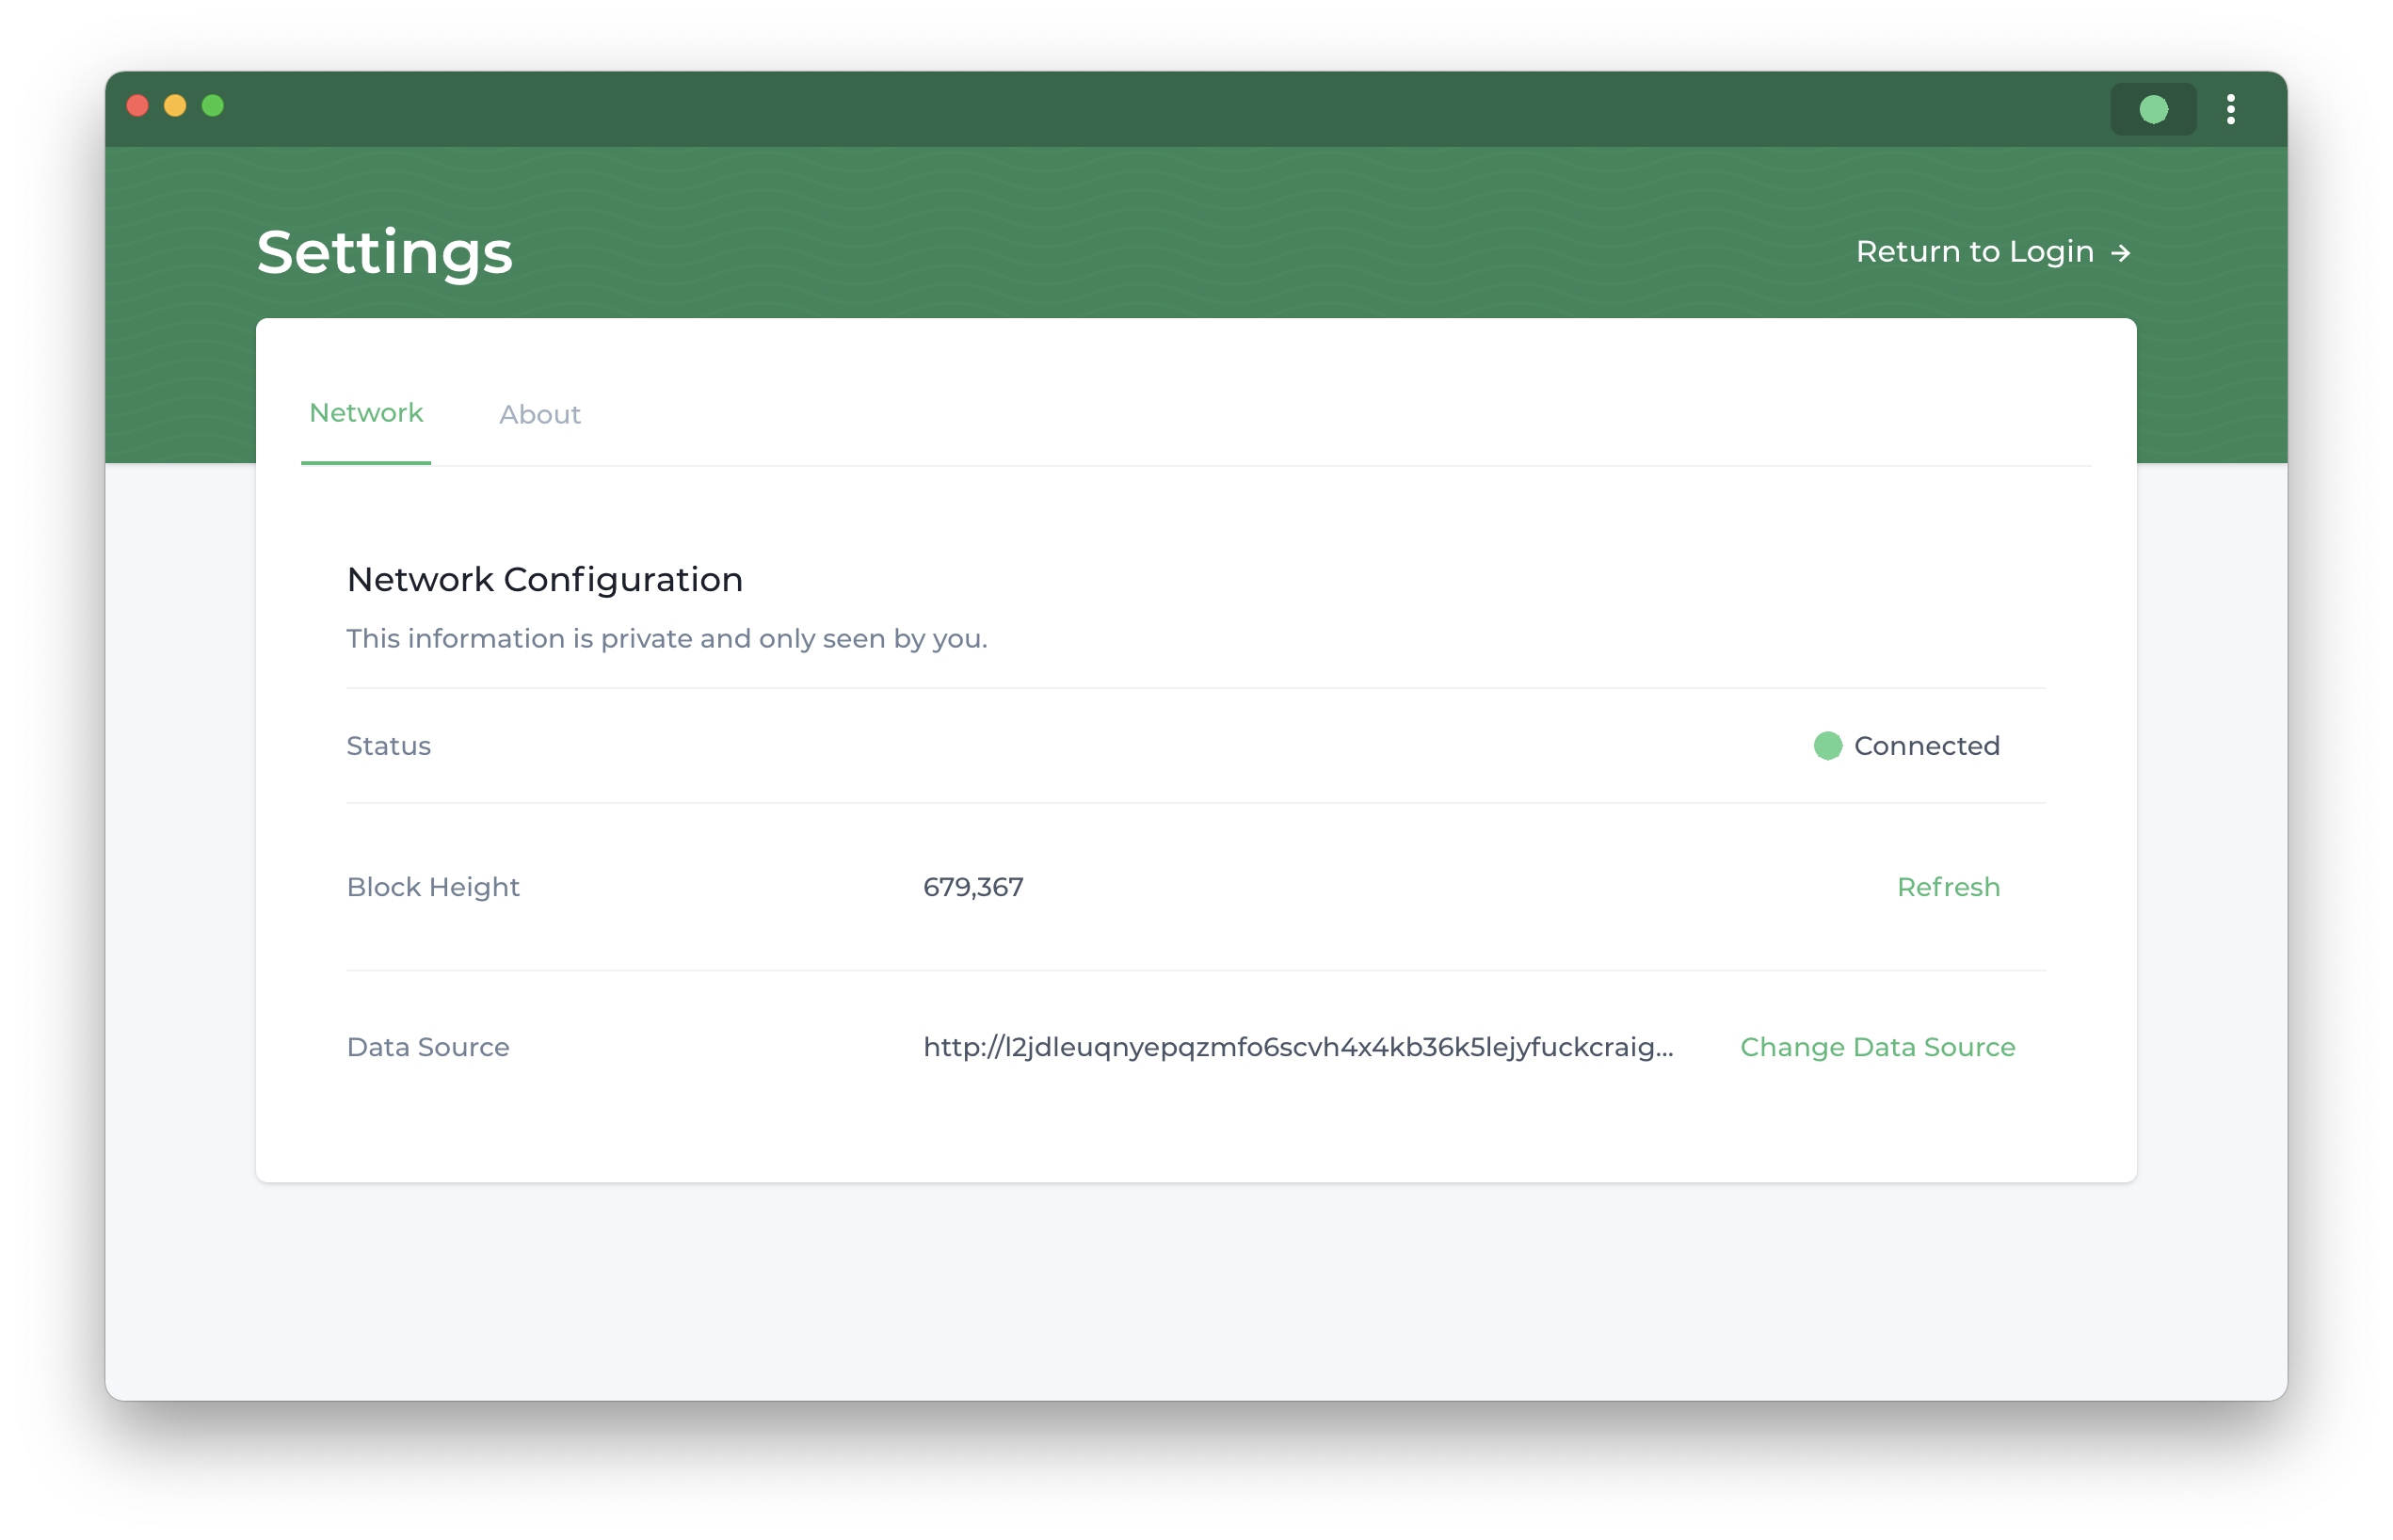 Settings
Return to Login →
Network
About
Network Configuration
This information is private and only seen by you.
Status
Connected
Block Height
679,367
Refresh
Data Source
http://l2jdleuqnyepqzmfo6scvh4x4kb36k5lejyfuckcraig...
Change Data Source